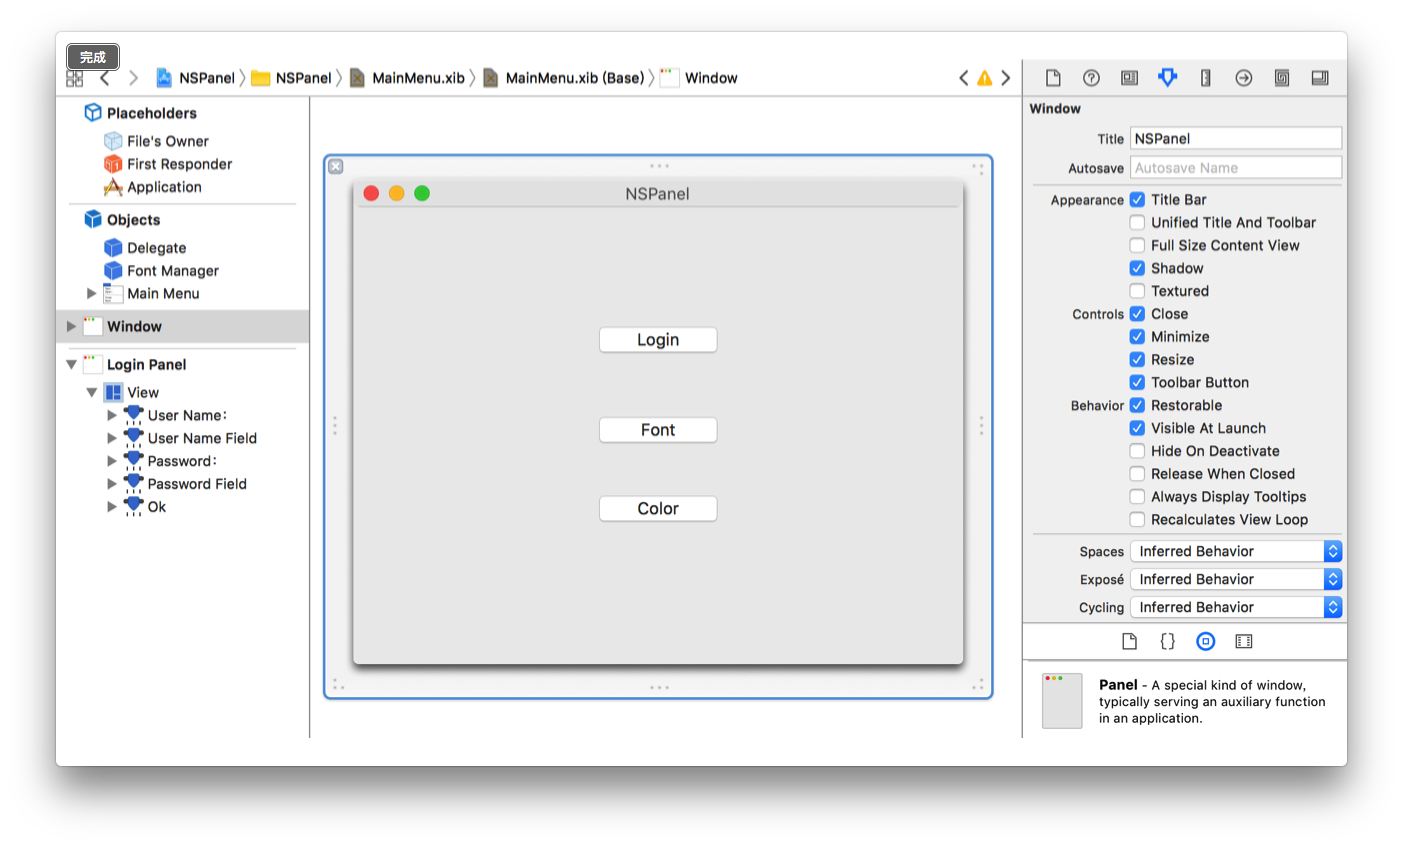 完成
NSPanel
NSPanel
MainMenu.xib
MainMenu.xib (Base)
Window
Placeholders
File's Owner
First Responder
Application
Objects
Delegate
Font Manager
Main Menu
Window
Login Panel
View
User Name:
User Name Field
Password:
Password Field
Ok
NSPanel
Login
Font
Color
Window
Title NSPanel
Autosave Autosave Name
Appearance Title Bar
Unified Title And Toolbar
Full Size Content View
Shadow
Textured
Controls Close
Minimize
Resize
Toolbar Button
Behavior Restorable
Visible At Launch
Hide On Deactivate
Release When Closed
Always Display Tooltips
Recalculates View Loop
Spaces Inferred Behavior
Exposé Inferred Behavior
Cycling Inferred Behavior
{}
Panel - A special kind of window,
typically serving an auxiliary function
in an application.